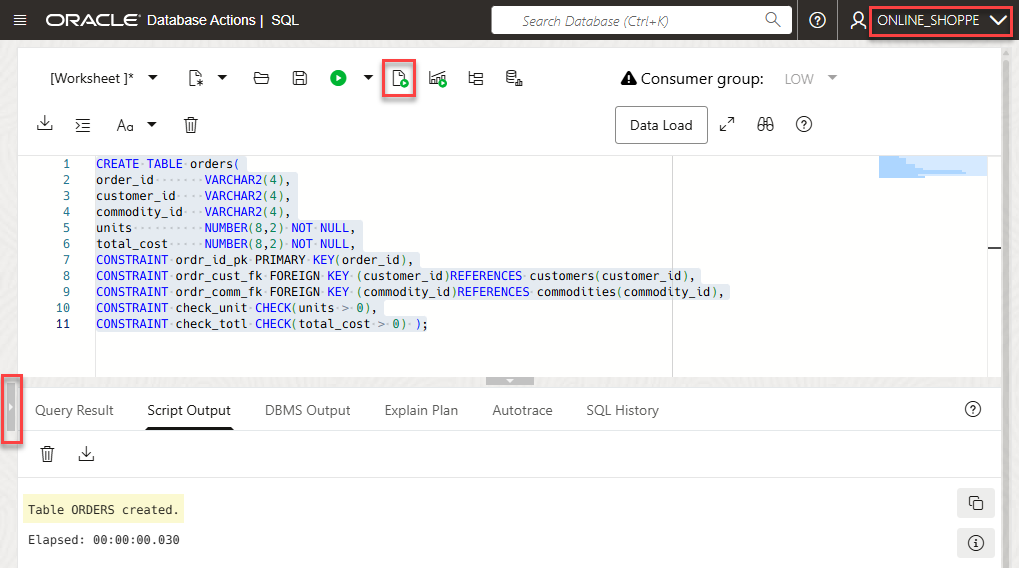 ORACLE Database Actions | SQL
Search Database (Ctrl+K)
ONLINE_SHOPPE
[Worksheet ]*
Consumer group: LOW
Aa
Data Load
1 CREATE TABLE orders(
2 order_id VARCHAR2(4),
3 customer_id VARCHAR2(4),
4 commodity_id VARCHAR2(4),
5 units NUMBER(8,2) NOT NULL,
6 total_cost NUMBER(8,2) NOT NULL,
7 CONSTRAINT ordr_id_pk PRIMARY KEY(order_id),
8 CONSTRAINT ordr_cust_fk FOREIGN KEY (customer_id)REFERENCES customers(customer_id),
9 CONSTRAINT ordr_comm_fk FOREIGN KEY (commodity_id)REFERENCES commodities(commodity_id),
10 CONSTRAINT check_unit CHECK(units > 0),
11 CONSTRAINT check_totl CHECK(total_cost > 0) );
Query Result Script Output DBMS Output Explain Plan Autotrace SQL History
Table ORDERS created.
Elapsed: 00:00:00.030